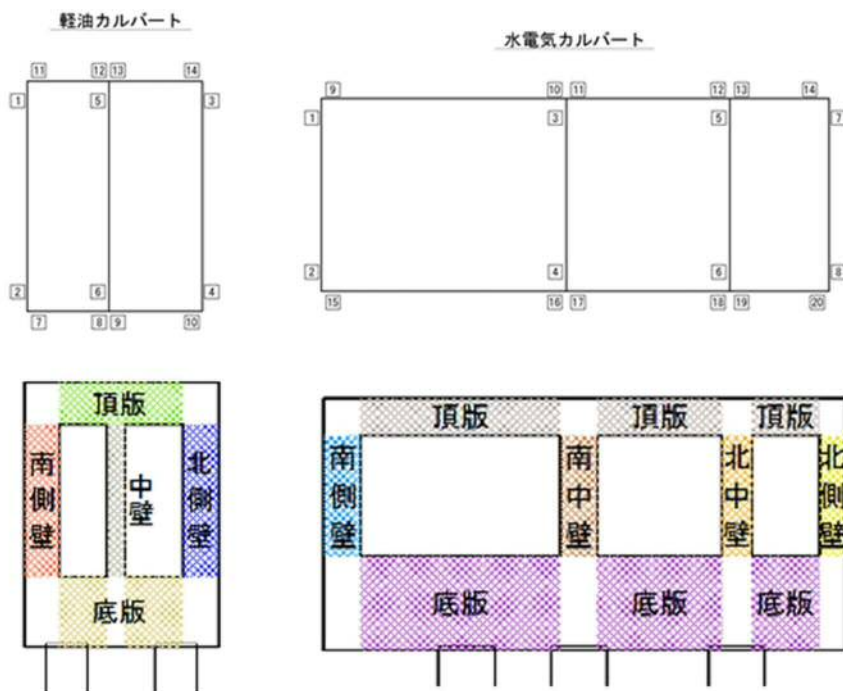 軽油カルバート
11 12 13 14
1 5 3
2 6 4
7 8 9 10
水電気カルバート
9 10 11 12 13 14
1 3 5 7
2 4 6 8
15 16 17 18 19 20
頂版
南側壁
中壁
北側壁
底版
頂版 頂版 頂版
南側壁
南中壁
北中壁
北側壁
底版 底版 底版